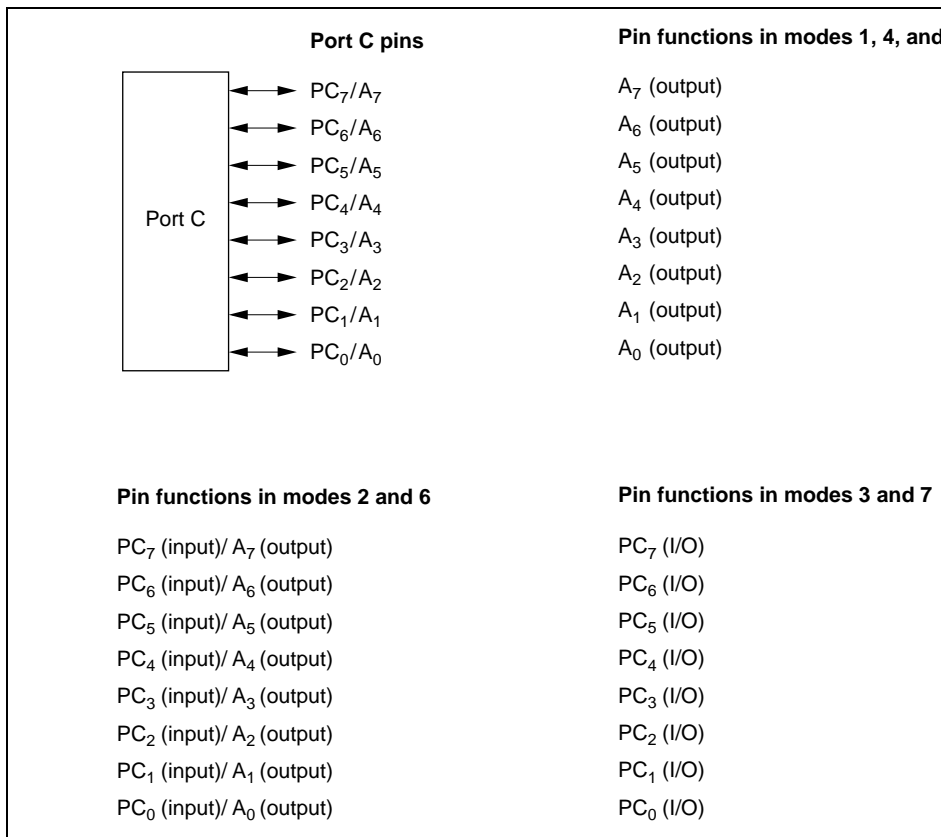 Port C pins
Pin functions in modes 1, 4, and
Port C
PC7/A7
A7 (output)
PC6/A6
A6 (output)
PC5/A5
A5 (output)
PC4/A4
A4 (output)
PC3/A3
A3 (output)
PC2/A2
A2 (output)
PC1/A1
A1 (output)
PC0/A0
A0 (output)
Pin functions in modes 2 and 6
PC7 (input)/ A7 (output)
PC6 (input)/ A6 (output)
PC5 (input)/ A5 (output)
PC4 (input)/ A4 (output)
PC3 (input)/ A3 (output)
PC2 (input)/ A2 (output)
PC1 (input)/ A1 (output)
PC0 (input)/ A0 (output)
Pin functions in modes 3 and 7
PC7 (I/O)
PC6 (I/O)
PC5 (I/O)
PC4 (I/O)
PC3 (I/O)
PC2 (I/O)
PC1 (I/O)
PC0 (I/O)